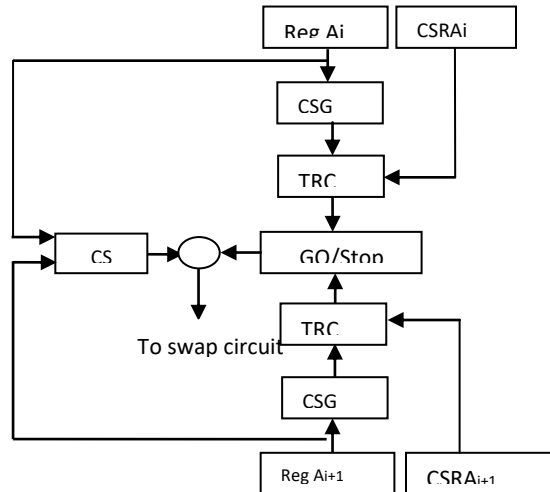 Reg Ai
CSRAi
CSG
TRC
CS
GO/Stop
TRC
To swap circuit
CSG
Reg Ai+1
CSRAi+1